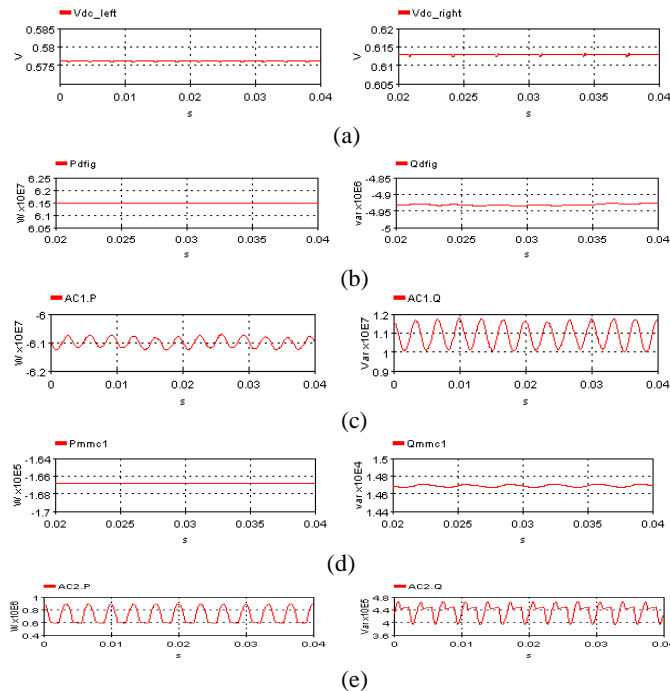 Vdc_left
0.585
0.58
0.575
V
0 0.01 0.02 0.03 0.04
s
Vdc_right
0.62
0.615
0.61
0.605
V
0.02 0.025 0.03 0.035 0.04
s
(a)
Pdfig
6.25
6.2
6.15
6.1
6.05
W x10E7
0.02 0.025 0.03 0.035 0.04
s
Qdfig
-4.85
-4.9
-4.95
-5
var x10E6
0.02 0.025 0.03 0.035 0.04
s
(b)
AC1.P
-6
-6.1
-6.2
W x10E7
0 0.01 0.02 0.03 0.04
s
AC1.Q
1.2
1.1
1
0.9
Var x10E7
0 0.01 0.02 0.03 0.04
s
(c)
Pmmc1
-1.64
-1.66
-1.68
-1.7
W x10E5
0.02 0.025 0.03 0.035 0.04
s
Qmmc1
1.5
1.48
1.46
1.44
var x10E4
0.02 0.025 0.03 0.035 0.04
s
(d)
AC2.P
1
0.8
0.6
0.4
W x10E6
0 0.01 0.02 0.03 0.04
s
AC2.Q
4.8
4.4
4
3.6
Var x10E5
0 0.01 0.02 0.03 0.04
s
(e)